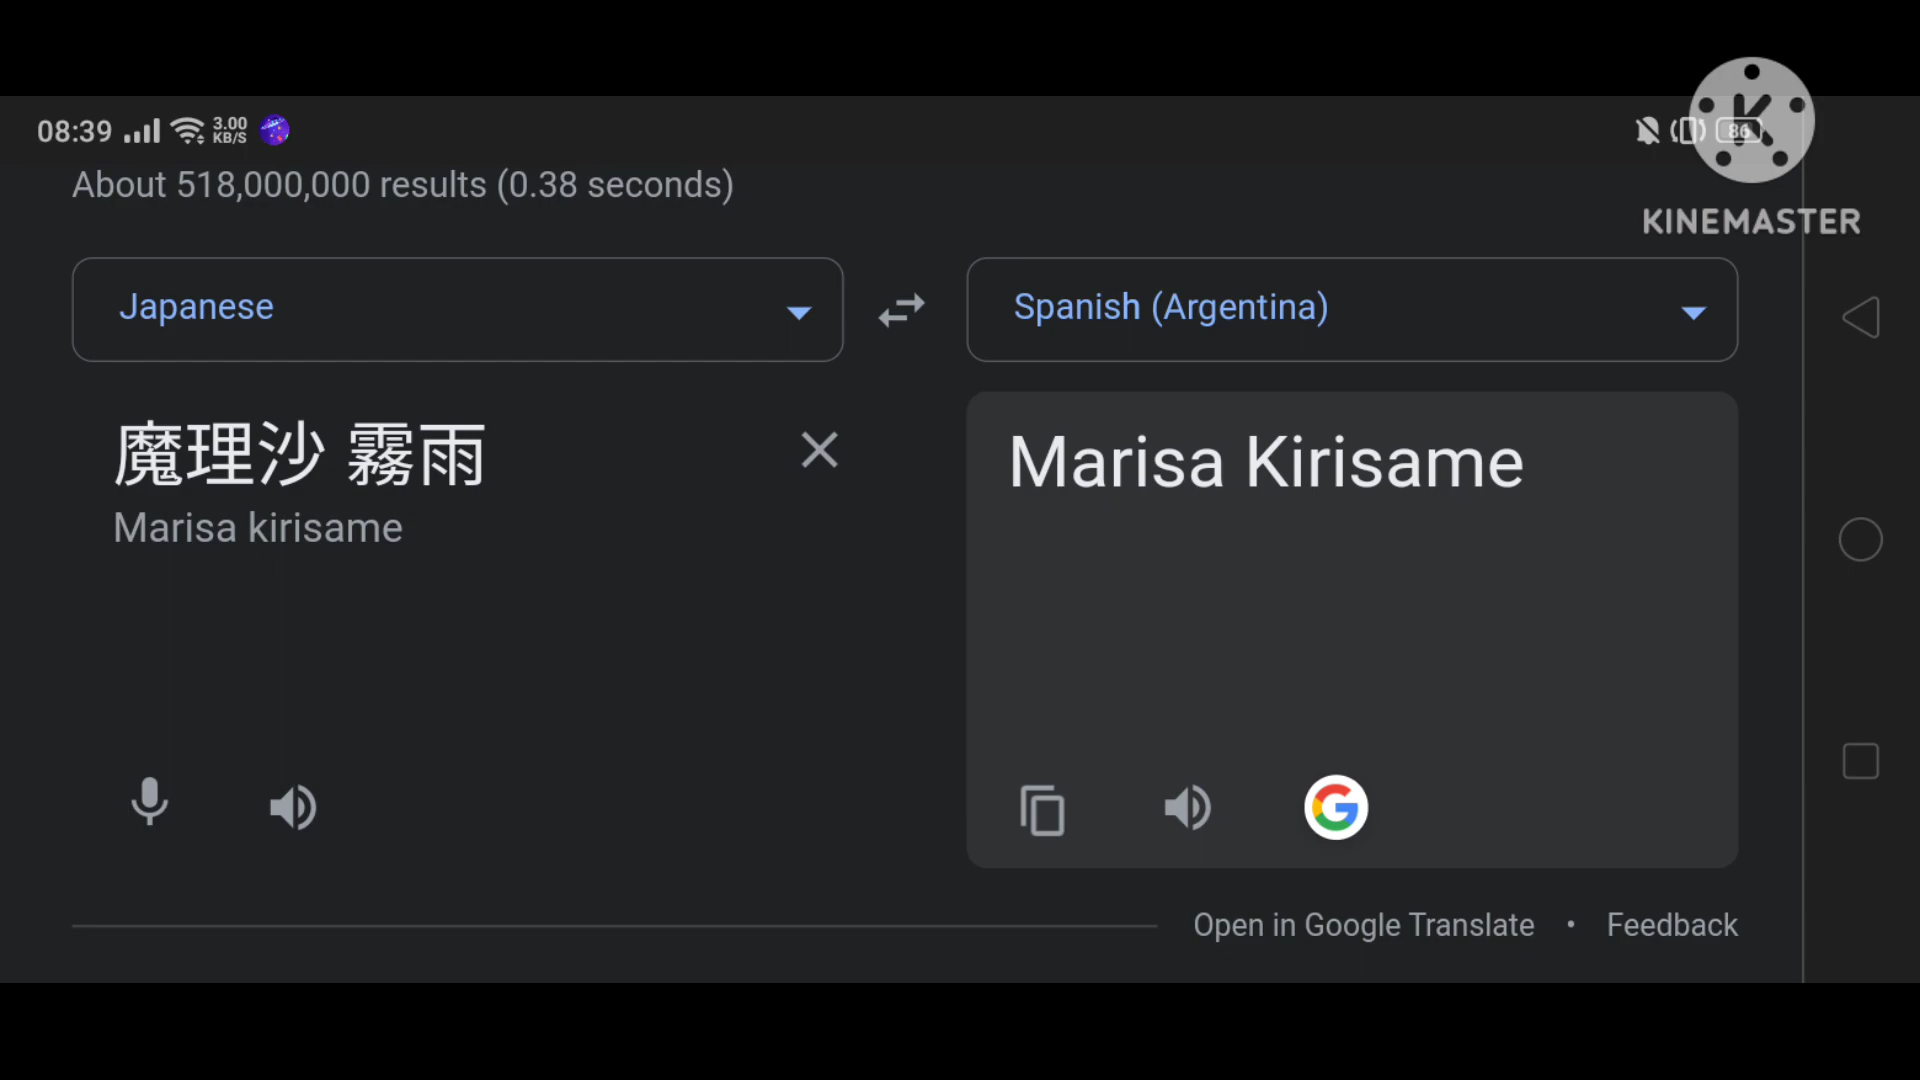 08:39
3.00
KB/S
86
K
KINEMASTER
About 518,000,000 results (0.38 seconds)
Japanese
Spanish (Argentina)
魔理沙 霧雨
Marisa kirisame
Marisa Kirisame
Open in Google Translate • Feedback